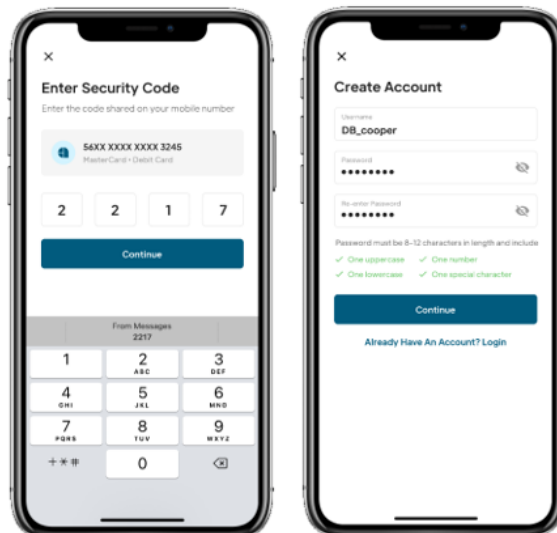 Enter Security Code
Enter the code shared on your mobile number
56XX XXXX XXXX 3245
MasterCard • Debit Card
2 2 1 7
Continue
From Messages
2217
1 2 3
ABC DEF
4 5 6
GHI JKL MNO
7 8 9
PQRS TUV WXYZ
+*# 0
Create Account
Username
DB_cooper
Password
••••••••
Re-enter Password
••••••••
Password must be 8-12 characters in length and include
One uppercase One number
One lowercase One special character
Continue
Already Have An Account? Login